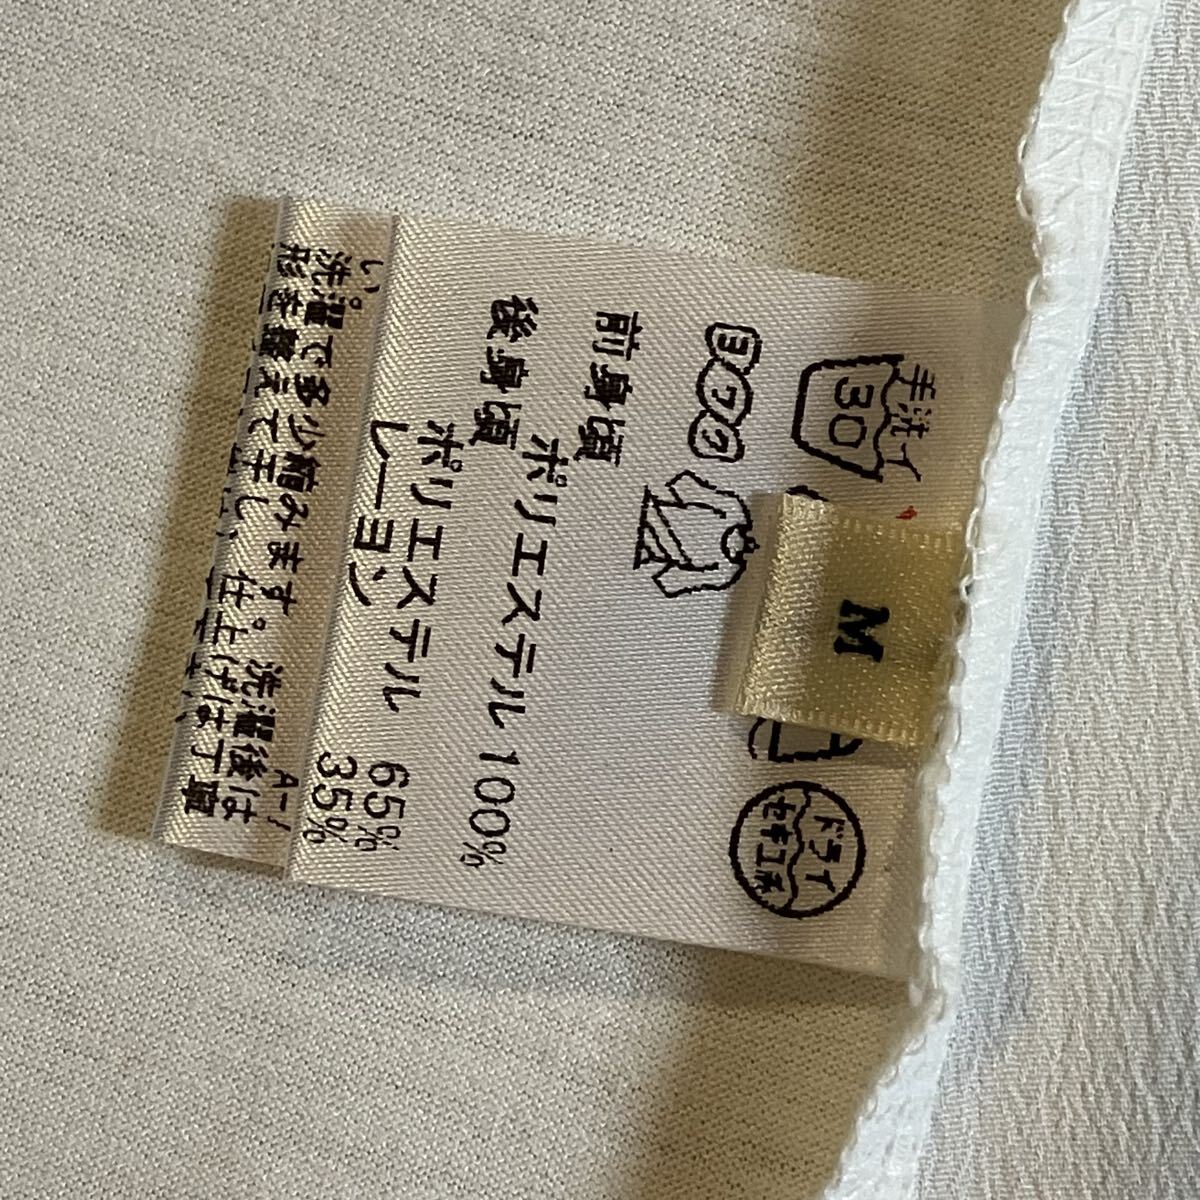 手洗イ
30
M
ドライ
セキユ系
ヨワク
前身頃
ポリエステル 100%
後身頃
ポリエステル 65%
レーヨン 35%
い。
洗濯で多少縮みます。洗濯後は
形を整えて干し、仕上げは丁寧